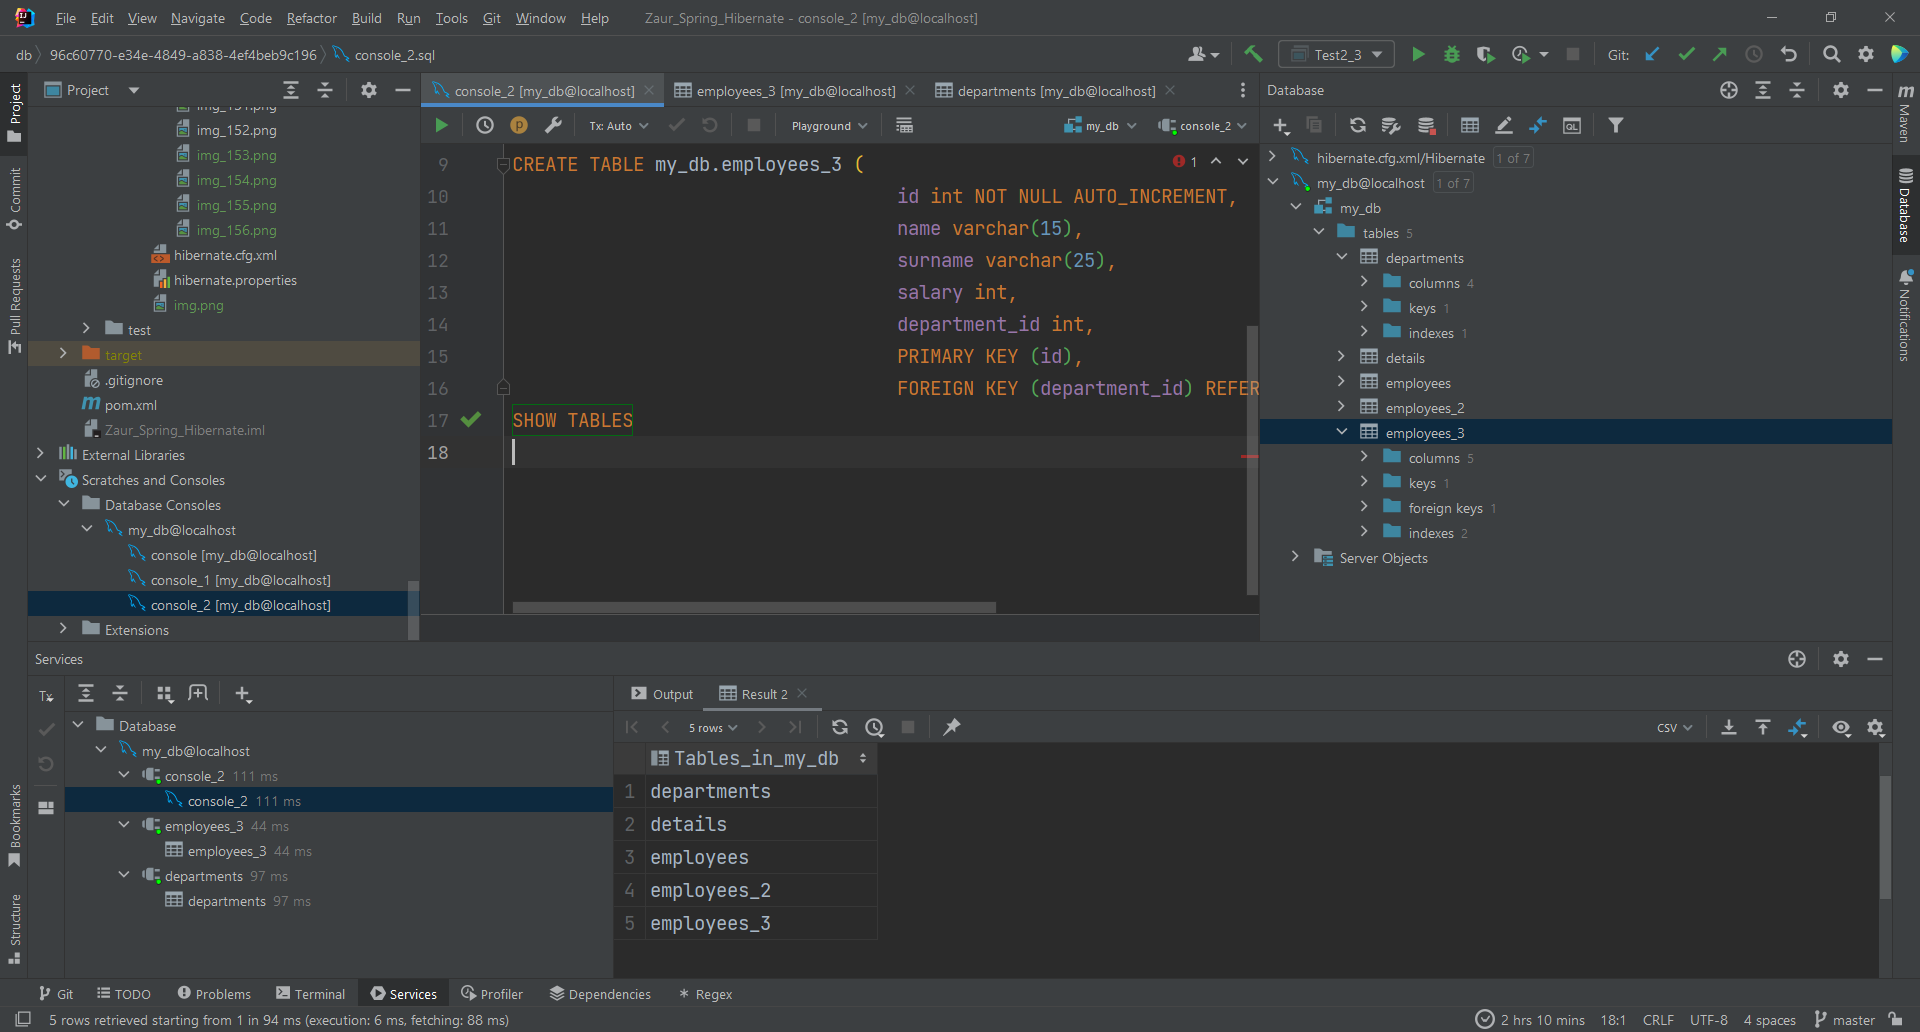 File Edit View Navigate Code Refactor Build Run Tools Git Window Help Zaur_Spring_Hibernate - console_2 [my_db@localhost]
db 96c60770-e34e-4849-a838-4ef4beb9c196 console_2.sql Test2_3 Git:
Project
img_152.png
img_153.png
img_154.png
img_155.png
img_156.png
hibernate.cfg.xml
hibernate.properties
img.png
test
target
.gitignore
pom.xml
Zaur_Spring_Hibernate.iml
External Libraries
Scratches and Consoles
Database Consoles
my_db@localhost
console [my_db@localhost]
console_1 [my_db@localhost]
console_2 [my_db@localhost]
Extensions
Project
Commit
Pull Requests
Bookmarks
Structure
console_2 [my_db@localhost] employees_3 [my_db@localhost] departments [my_db@localhost]
Tx: Auto Playground my_db console_2
9 CREATE TABLE my_db.employees_3 ( 1
10 id int NOT NULL AUTO_INCREMENT,
11 name varchar(15),
12 surname varchar(25),
13 salary int,
14 department_id int,
15 PRIMARY KEY (id),
16 FOREIGN KEY (department_id) REFER
17 SHOW TABLES
18
Database
hibernate.cfg.xml/Hibernate 1 of 7
my_db@localhost 1 of 7
my_db
tables 5
departments
columns 4
keys 1
indexes 1
details
employees
employees_2
employees_3
columns 5
keys 1
foreign keys 1
indexes 2
Server Objects
Maven
Database
Notifications
Services
Tx
Database
my_db@localhost
console_2 111 ms
console_2 111 ms
employees_3 44 ms
employees_3 44 ms
departments 97 ms
departments 97 ms
Output Result 2
5 rows CSV
Tables_in_my_db
1 departments
2 details
3 employees
4 employees_2
5 employees_3
Git TODO Problems Terminal Services Profiler Dependencies Regex
5 rows retrieved starting from 1 in 94 ms (execution: 6 ms, fetching: 88 ms) 2 hrs 10 mins 18:1 CRLF UTF-8 4 spaces master